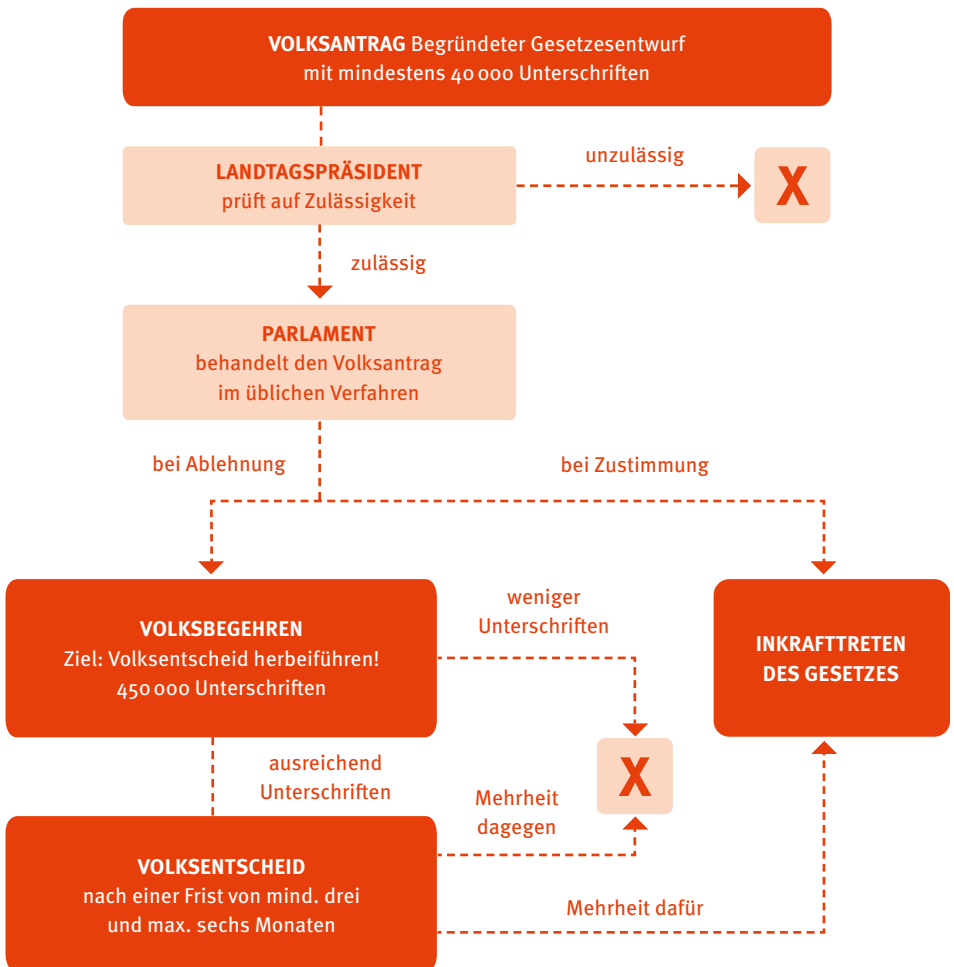 VOLKSANTRAG Begründeter Gesetzesentwurf
mit mindestens 40 000 Unterschriften
LANDTAGSPRÄSIDENT
prüft auf Zulässigkeit
unzulässig
X
zulässig
PARLAMENT
behandelt den Volksantrag
im üblichen Verfahren
bei Ablehnung
bei Zustimmung
VOLKSBEGEHREN
Ziel: Volksentscheid herbeiführen!
450 000 Unterschriften
weniger
Unterschriften
INKRAFTTRETEN
DES GESETZES
X
ausreichend
Unterschriften
Mehrheit
dagegen
VOLKSENTSCHEID
nach einer Frist von mind. drei
und max. sechs Monaten
Mehrheit dafür